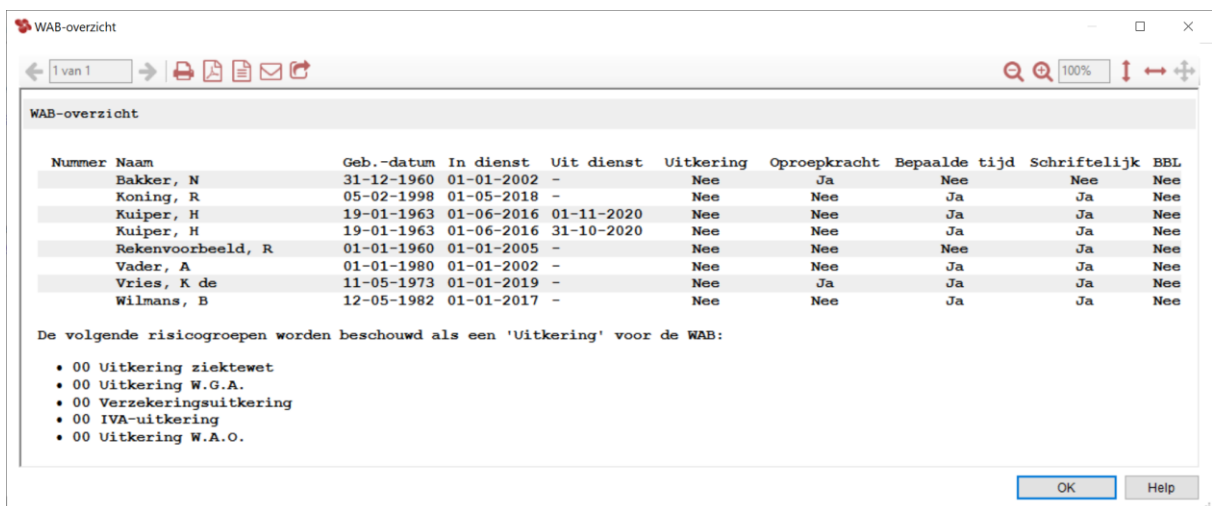 WAB-overzicht
1 van 1
100%
WAB-overzicht
Nummer Naam Geb.-datum In dienst Uit dienst Uitkering Oproepkracht Bepaalde tijd Schriftelijk BBL
Bakker, N 31-12-1960 01-01-2002 - Nee Ja Nee Nee Nee
Koning, R 05-02-1998 01-05-2018 - Nee Nee Ja Ja Nee
Kuiper, H 19-01-1963 01-06-2016 01-11-2020 Nee Nee Ja Ja Nee
Kuiper, H 19-01-1963 01-06-2016 31-10-2020 Nee Nee Ja Ja Nee
Rekenvoorbeeld, R 01-01-1960 01-01-2005 - Nee Nee Nee Ja Nee
Vader, A 01-01-1980 01-01-2002 - Nee Nee Ja Ja Nee
Vries, K de 11-05-1973 01-01-2019 - Nee Ja Ja Ja Nee
Wilmans, B 12-05-1982 01-01-2017 - Nee Nee Ja Ja Nee
De volgende risicogroepen worden beschouwd als een 'Uitkering' voor de WAB:
• 00 Uitkering ziektewet
• 00 Uitkering W.G.A.
• 00 Verzekeringsuitkering
• 00 IVA-uitkering
• 00 Uitkering W.A.O.
OK Help